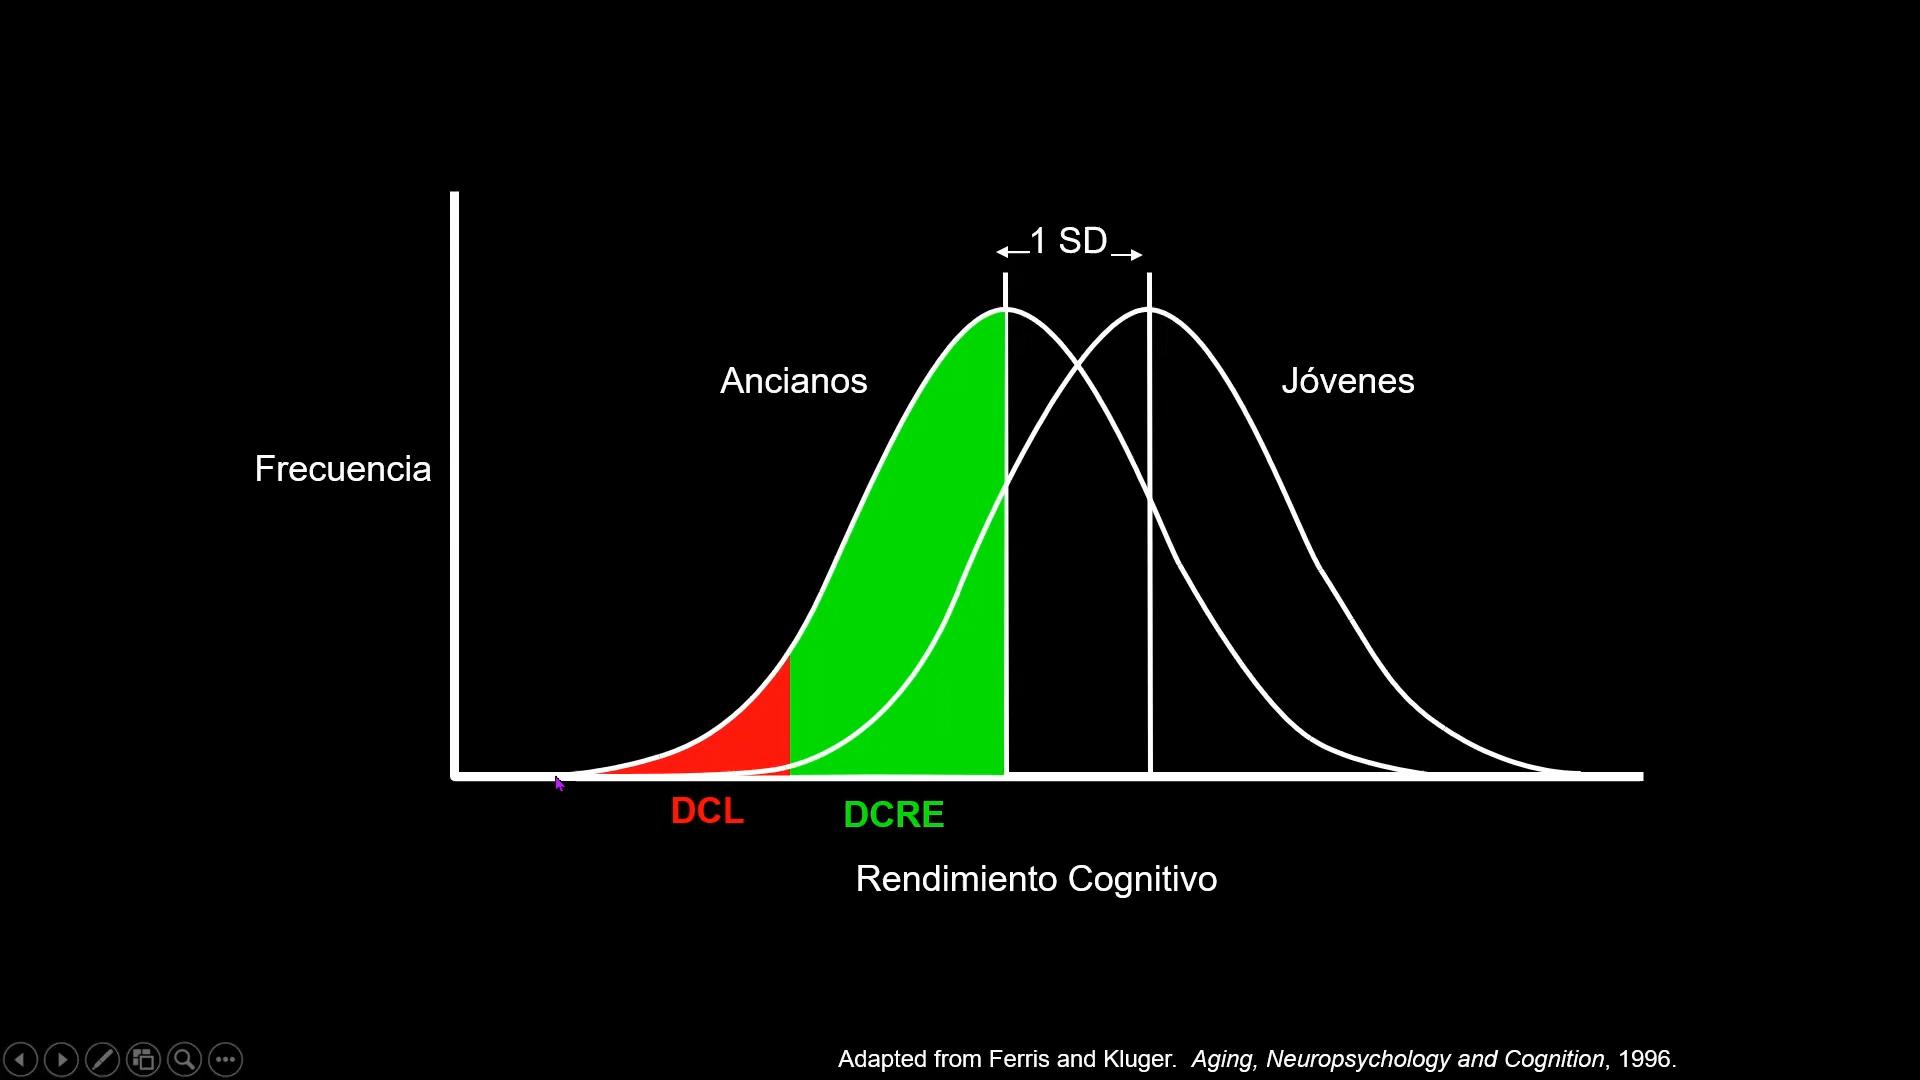 1 SD
Ancianos
Jóvenes
Frecuencia
DCL
DCRE
Rendimiento Cognitivo
Adapted from Ferris and Kluger. Aging, Neuropsychology and Cognition, 1996.